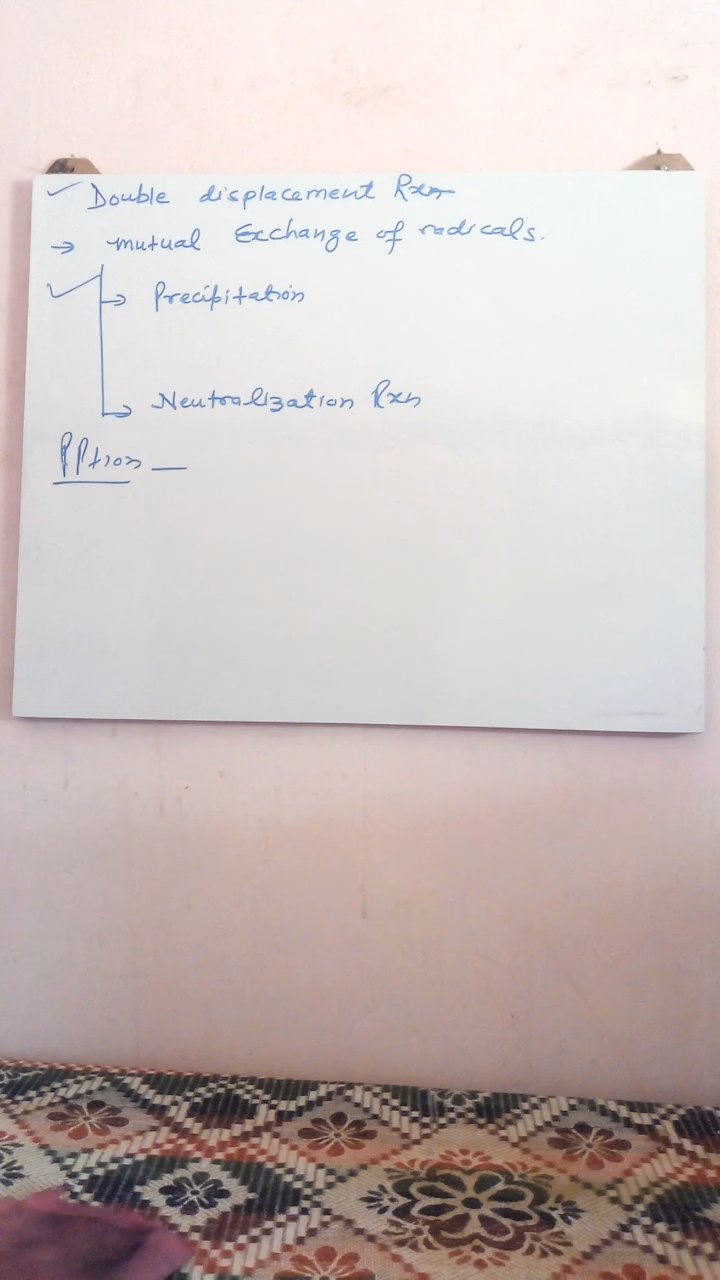 ✓ Double displacement Rxn
→ mutual Exchange of radicals.
✓ → Precipitation
→ Neutralization Rxn
PPtion —